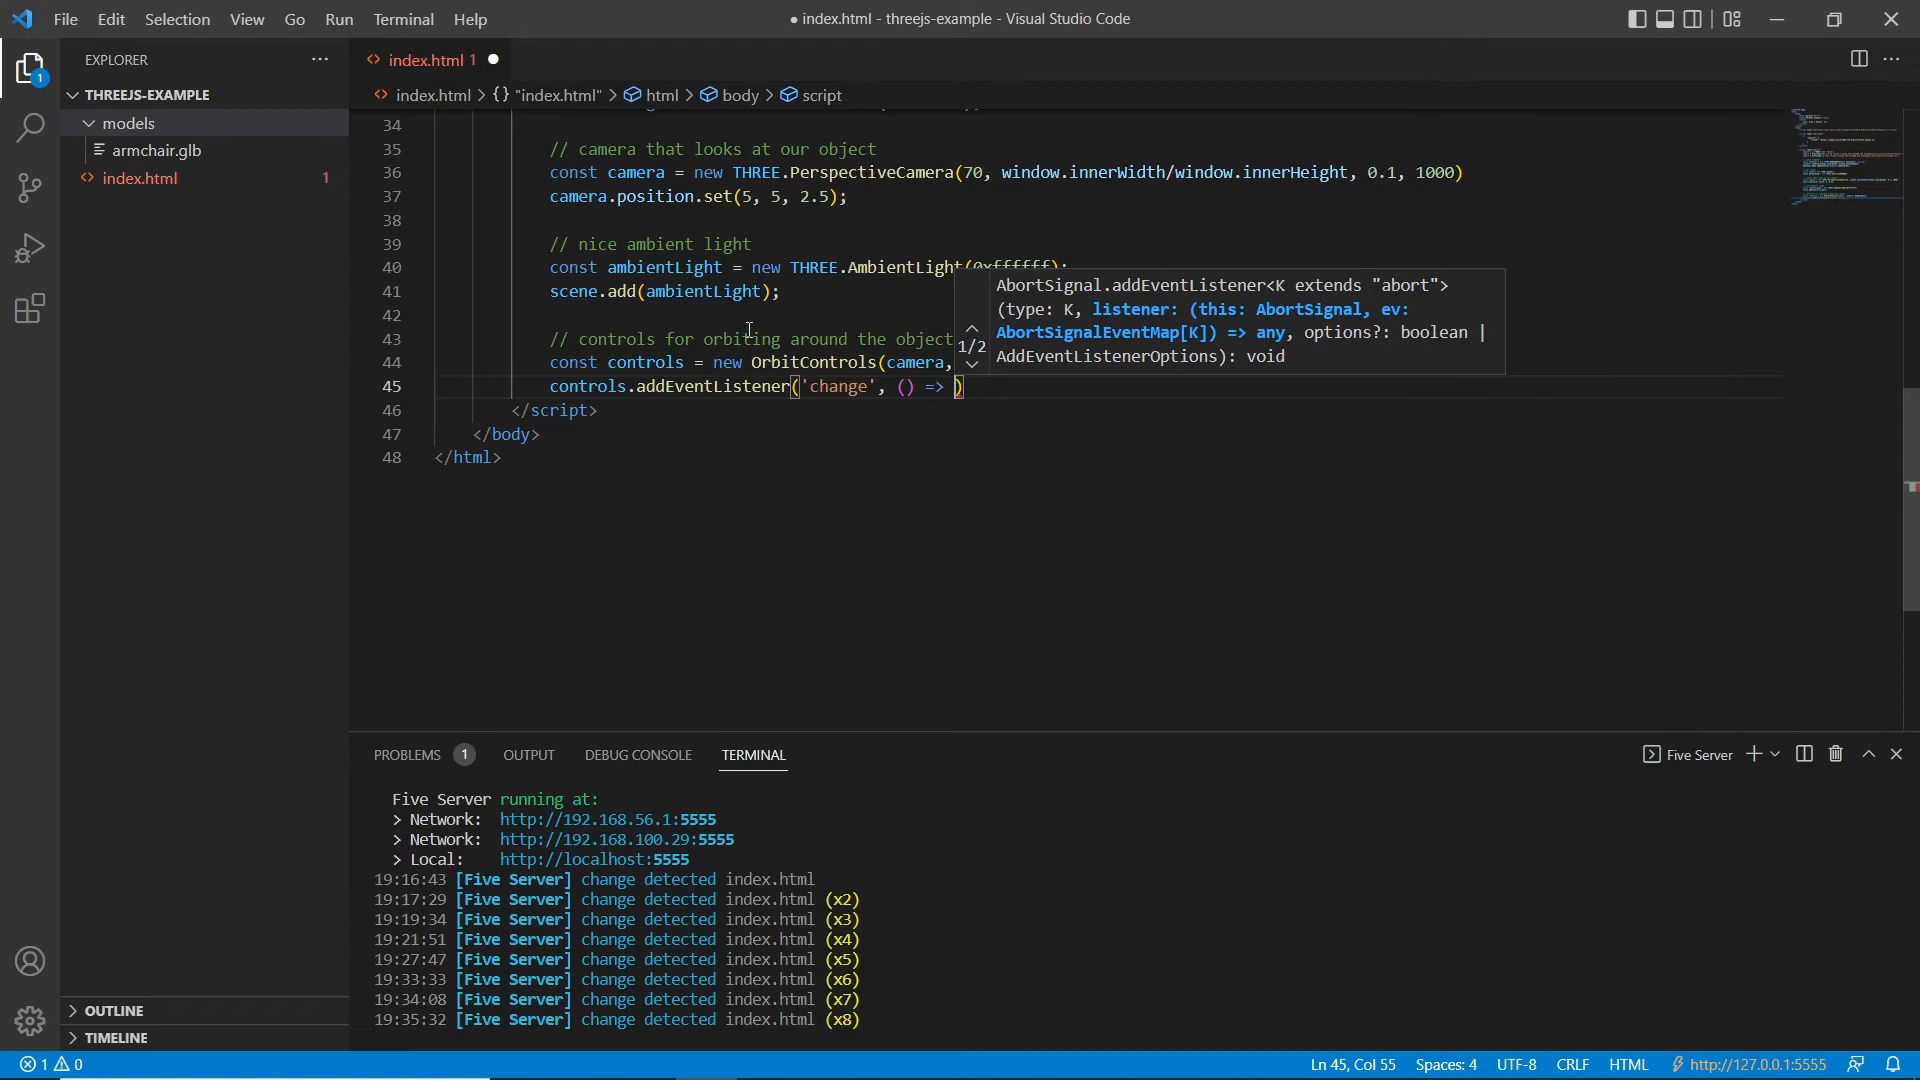 File Edit Selection View Go Run Terminal Help
● index.html - threejs-example - Visual Studio Code
EXPLORER
THREEJS-EXAMPLE
models
armchair.glb
index.html 1
1
index.html 1
index.html > {} "index.html" > html > body > script
34
35 // camera that looks at our object
36 const camera = new THREE.PerspectiveCamera(70, window.innerWidth/window.innerHeight, 0.1, 1000)
37 camera.position.set(5, 5, 2.5);
38
39 // nice ambient light
40 const ambientLight = new THREE.AmbientLight(0xffffff);
41 scene.add(ambientLight);
42
43 // controls for orbiting around the object
44 const controls = new OrbitControls(camera,
45 controls.addEventListener('change', () => )
46 </script>
47 </body>
48 </html>
1/2
AbortSignal.addEventListener<K extends "abort">
(type: K, listener: (this: AbortSignal, ev:
AbortSignalEventMap[K]) => any, options?: boolean |
AddEventListenerOptions): void
PROBLEMS 1 OUTPUT DEBUG CONSOLE TERMINAL
Five Server
Five Server running at:
> Network: http://192.168.56.1:5555
> Network: http://192.168.100.29:5555
> Local: http://localhost:5555
19:16:43 [Five Server] change detected index.html
19:17:29 [Five Server] change detected index.html (x2)
19:19:34 [Five Server] change detected index.html (x3)
19:21:51 [Five Server] change detected index.html (x4)
19:27:47 [Five Server] change detected index.html (x5)
19:33:33 [Five Server] change detected index.html (x6)
19:34:08 [Five Server] change detected index.html (x7)
19:35:32 [Five Server] change detected index.html (x8)
OUTLINE
TIMELINE
1 0
Ln 45, Col 55 Spaces: 4 UTF-8 CRLF HTML http://127.0.0.1:5555